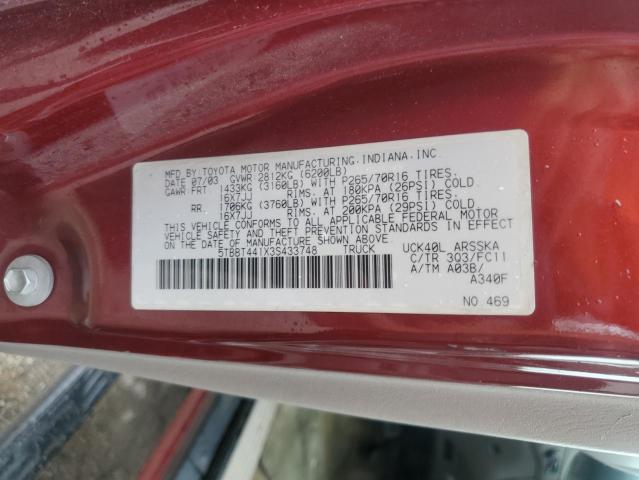 MFD BY: TOYOTA MOTOR MANUFACTURING, INDIANA, INC.
DATE 07/03 GVWR 2812KG (6200LB)
GAWR FRT 1433KG (3160LB) WITH P265/70R16 TIRES,
16X7JJ RIMS, AT 180KPA (26PSI) COLD
RR 1706KG (3760LB) WITH P265/70R16 TIRES,
16X7JJ RIMS, AT 200KPA (29PSI) COLD
THIS VEHICLE CONFORMS TO ALL APPLICABLE FEDERAL MOTOR
VEHICLE SAFETY AND THEFT PREVENTION STANDARDS IN EFFECT
ON THE DATE OF MANUFACTURE SHOWN ABOVE.
5TBBT441X3S433748 TRUCK
UCK40L ARSSKA
C/TR 3Q3/FC11
A/TM A03B/
A340F
NO. 469